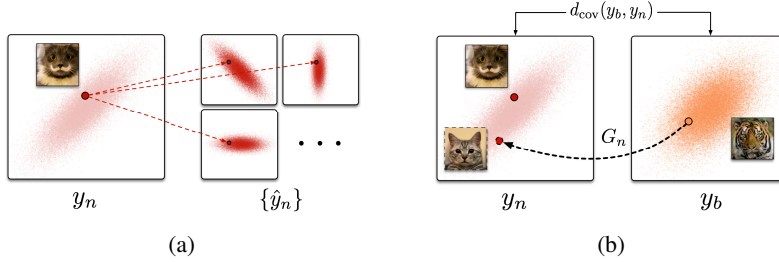 d_cov(y_b, y_n)
G_n
y_n
{ŷ_n}
y_n
y_b
(a)
(b)